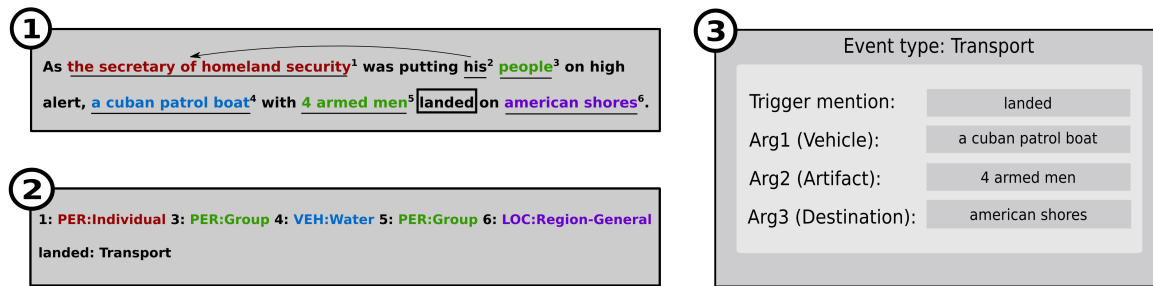 1
As the secretary of homeland security¹ was putting his² people³ on high
alert, a cuban patrol boat⁴ with 4 armed men⁵ landed on american shores⁶.
2
1: PER:Individual 3: PER:Group 4: VEH:Water 5: PER:Group 6: LOC:Region-General
landed: Transport
3
Event type: Transport
Trigger mention: landed
Arg1 (Vehicle): a cuban patrol boat
Arg2 (Artifact): 4 armed men
Arg3 (Destination): american shores